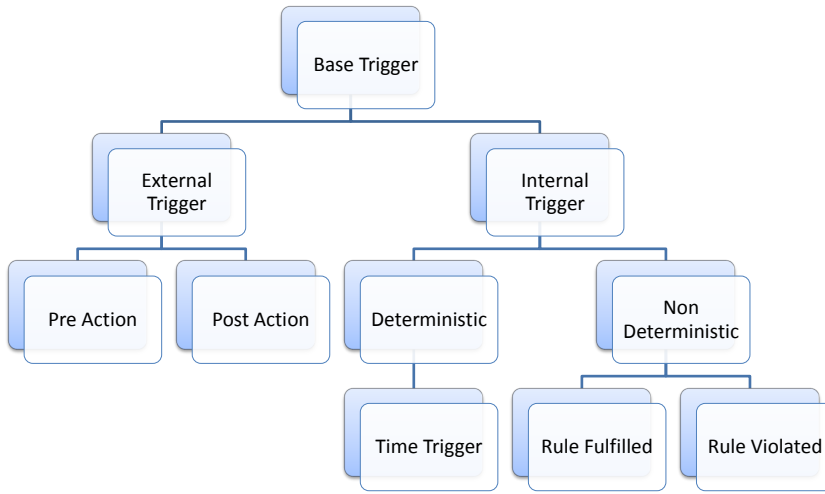 Base Trigger
External
Trigger
Internal
Trigger
Pre Action
Post Action
Deterministic
Non
Deterministic
Time Trigger
Rule Fulfilled
Rule Violated